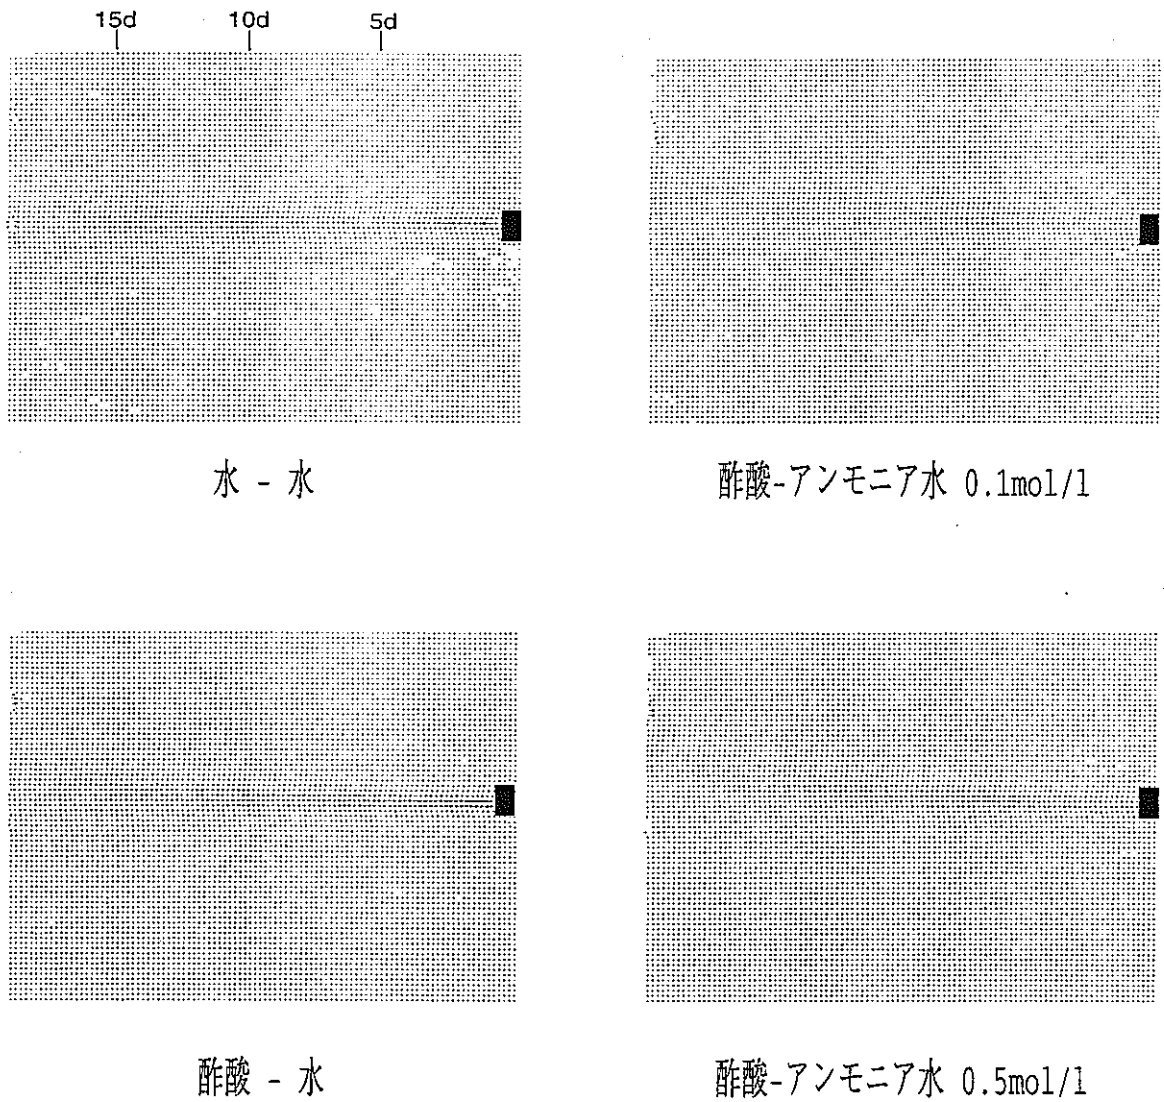 15d 10d 5d
水 - 水
酢酸-アンモニア水 0.1mol/l
酢酸 - 水
酢酸-アンモニア水 0.5mol/l